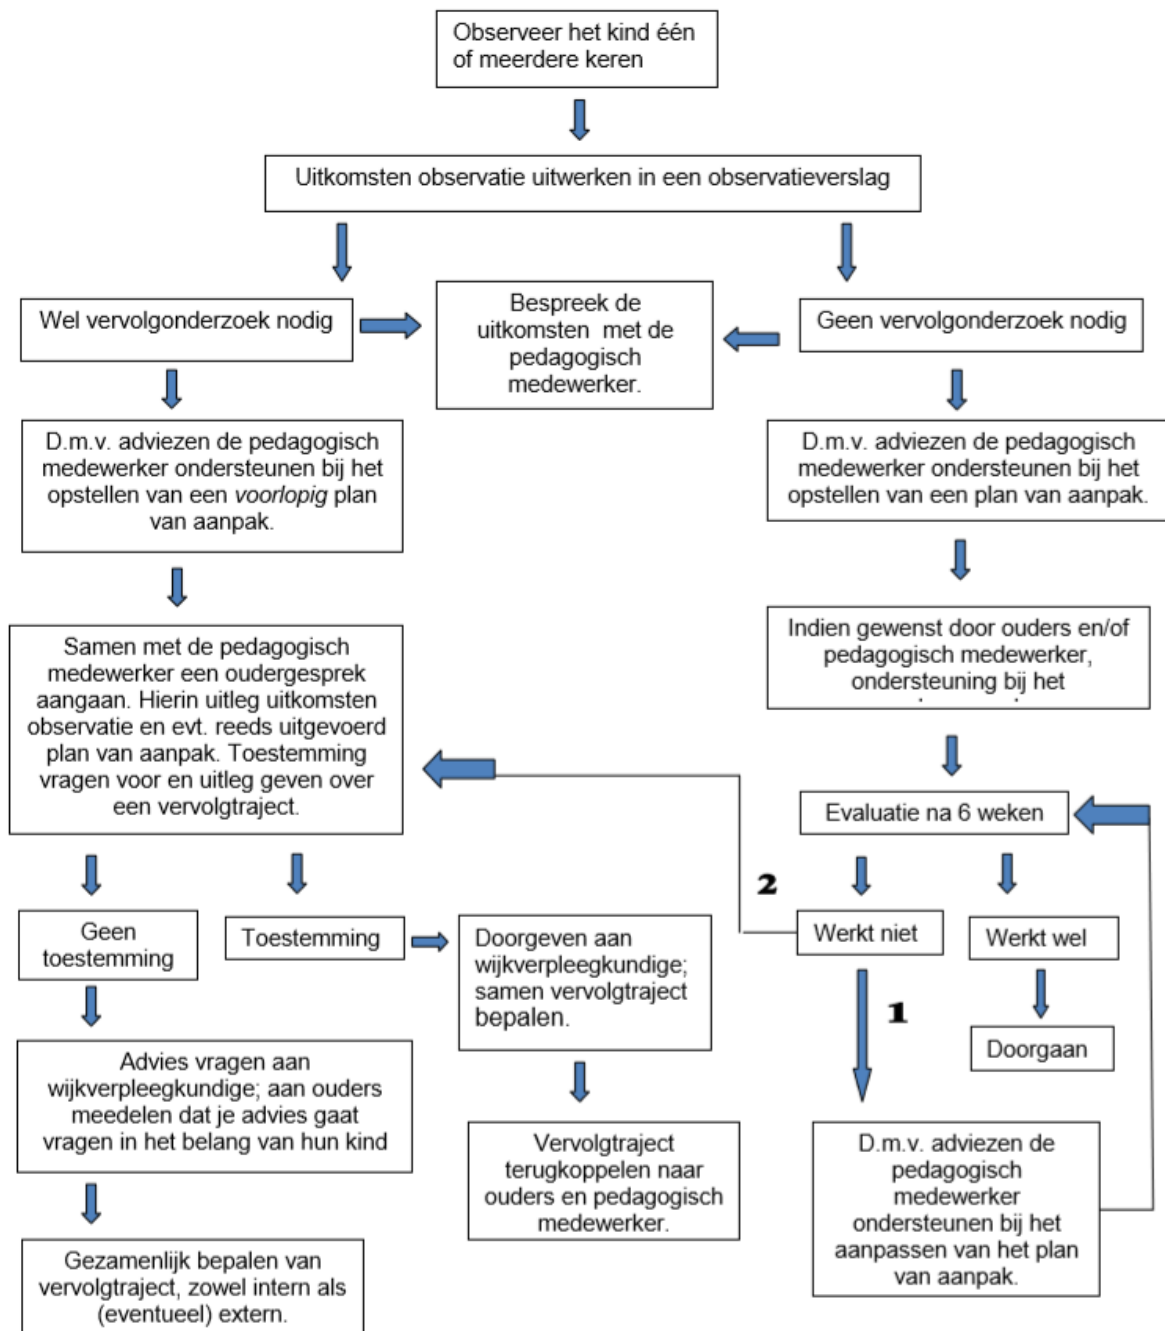 Observeer het kind één
of meerdere keren
Uitkomsten observatie uitwerken in een observatieverslag
Wel vervolgonderzoek nodig
Bespreek de
uitkomsten met de
pedagogisch
medewerker.
Geen vervolgonderzoek nodig
D.m.v. adviezen de pedagogisch
medewerker ondersteunen bij het
opstellen van een voorlopig plan
van aanpak.
D.m.v. adviezen de pedagogisch
medewerker ondersteunen bij het
opstellen van een plan van aanpak.
Samen met de pedagogisch
medewerker een oudergesprek
aangaan. Hierin uitleg uitkomsten
observatie en evt. reeds uitgevoerd
plan van aanpak. Toestemming
vragen voor en uitleg geven over
een vervolgtraject.
Indien gewenst door ouders en/of
pedagogisch medewerker,
ondersteuning bij het
Evaluatie na 6 weken
2
Geen
toestemming
Toestemming
Doorgeven aan
wijkverpleegkundige;
samen vervolgtraject
bepalen.
Werkt niet
Werkt wel
1
Doorgaan
Advies vragen aan
wijkverpleegkundige; aan ouders
meedelen dat je advies gaat
vragen in het belang van hun kind
Vervolgtraject
terugkoppelen naar
ouders en pedagogisch
medewerker.
D.m.v. adviezen de
pedagogisch
medewerker
ondersteunen bij het
aanpassen van het plan
van aanpak.
Gezamenlijk bepalen van
vervolgtraject, zowel intern als
(eventueel) extern.